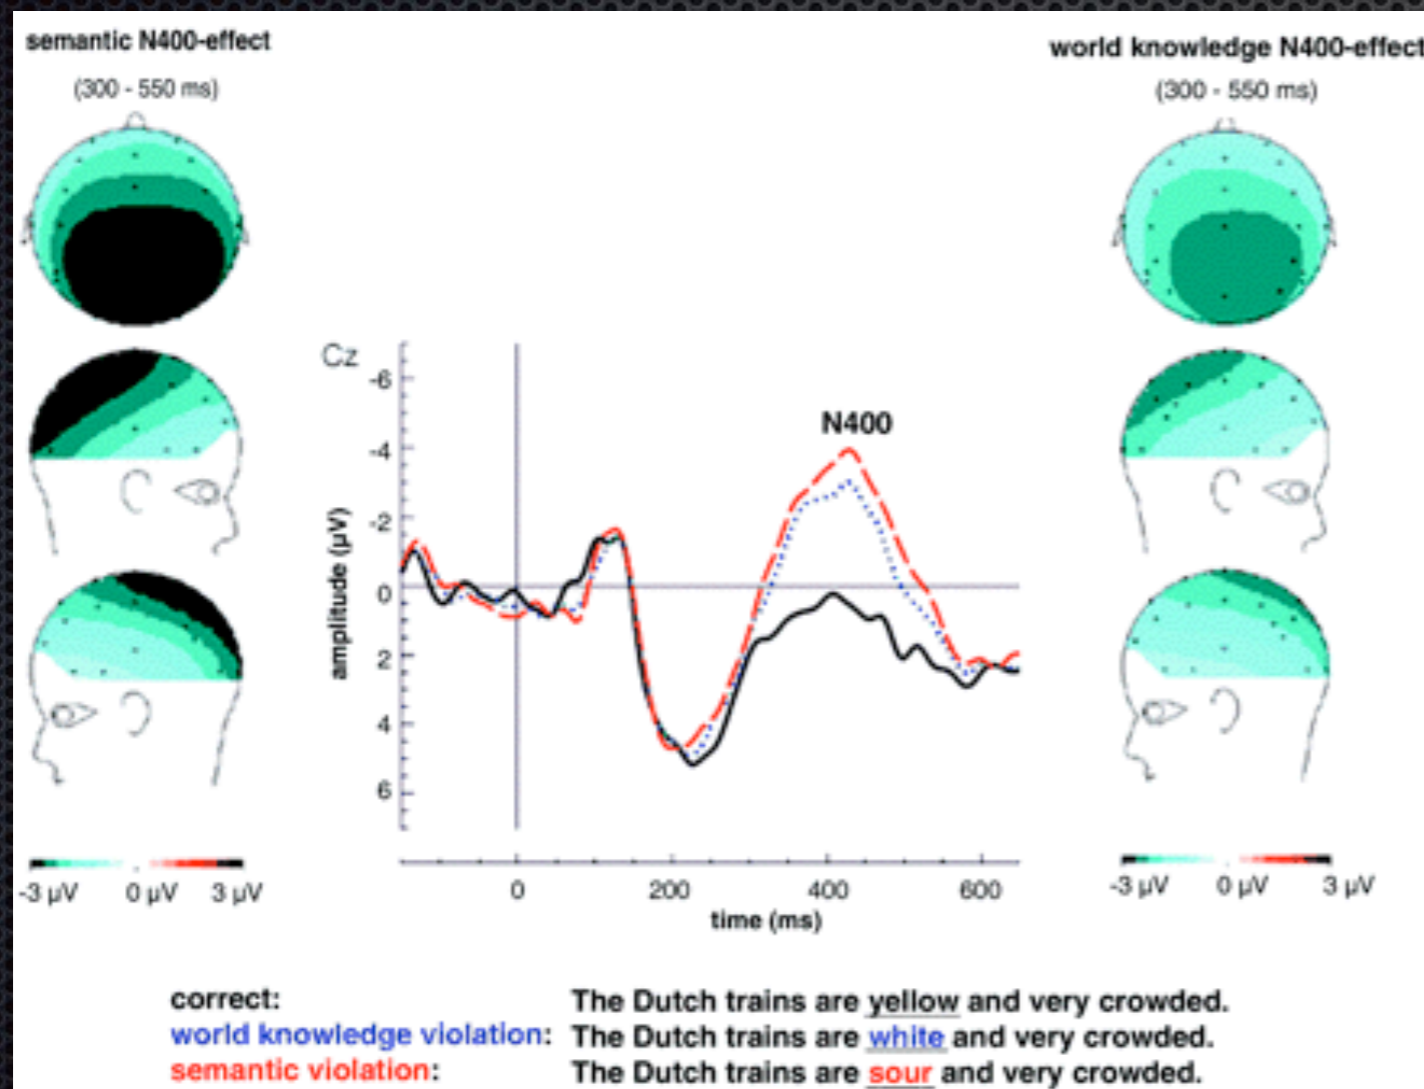 semantic N400-effect
(300 - 550 ms)
world knowledge N400-effect
(300 - 550 ms)
Cz
N400
amplitude (µV)
-6
-4
-2
0
2
4
6
0 200 400 600
time (ms)
-3 µV 0 µV 3 µV
-3 µV 0 µV 3 µV
correct: The Dutch trains are yellow and very crowded.
world knowledge violation: The Dutch trains are white and very crowded.
semantic violation: The Dutch trains are sour and very crowded.